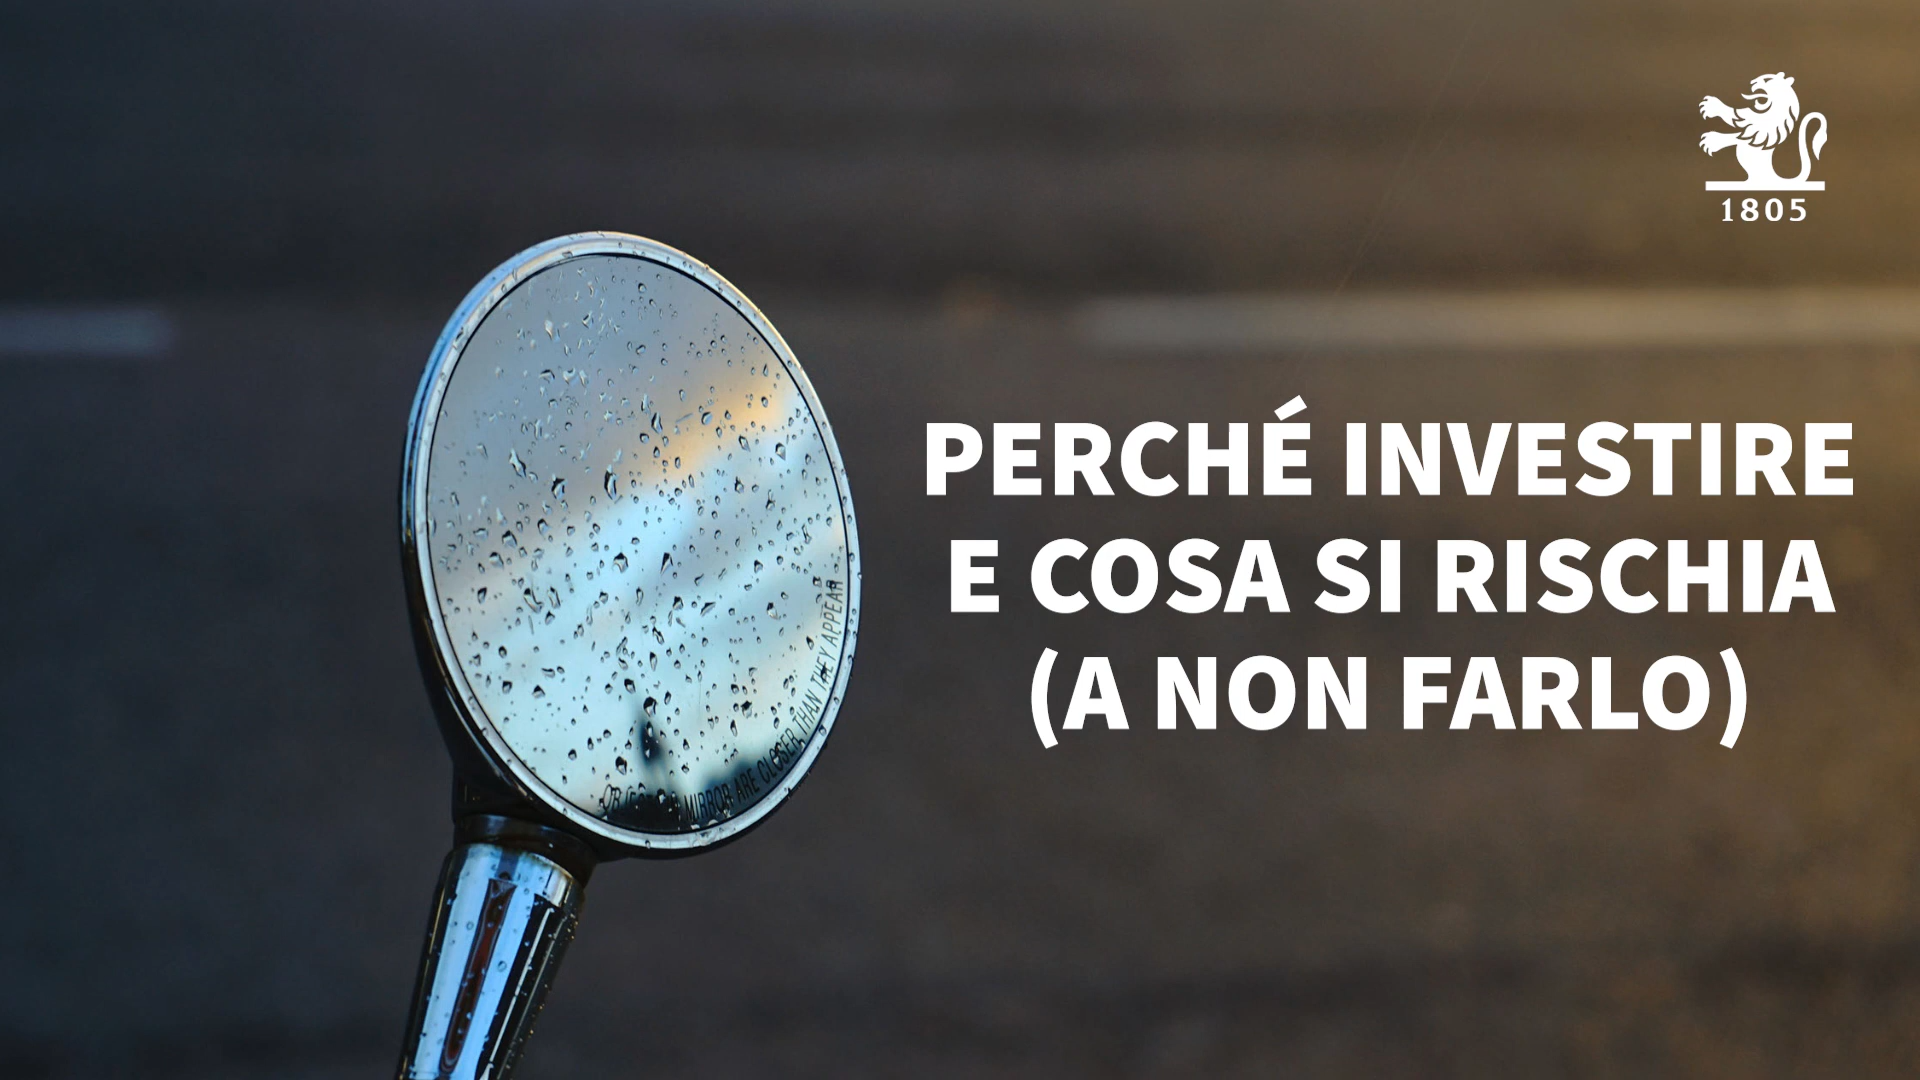 1805
PERCHÉ INVESTIRE
E COSA SI RISCHIA
(A NON FARLO)
MIRROR ARE CLOSER THAN THEY APPEAR